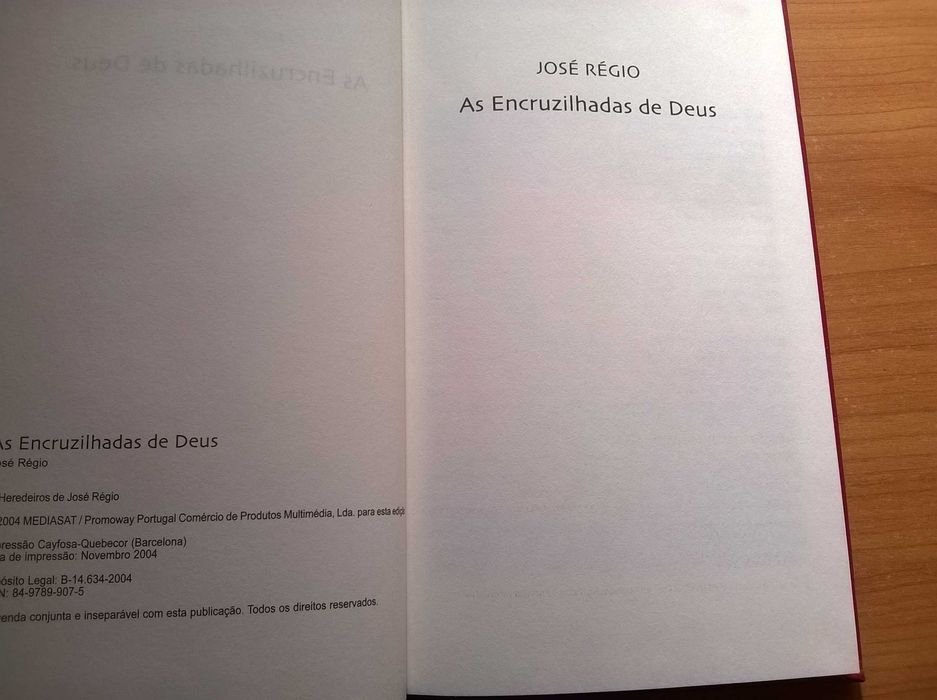 As Encruzilhadas de Deus
José Régio
Heredeiros de José Régio
2004 MEDIASAT / Promoway Portugal Comércio de Produtos Multimédia, Lda. para esta
pressão Cayfosa-Quebecor (Barcelona)
a de impressão: Novembro 2004
pósito Legal: B-14.634-2004
N: 84-9789-907-5
enda conjunta e inseparável com esta publicação. Todos os direitos reservados.
JOSÉ RÉGIO
As Encruzilhadas de Deus